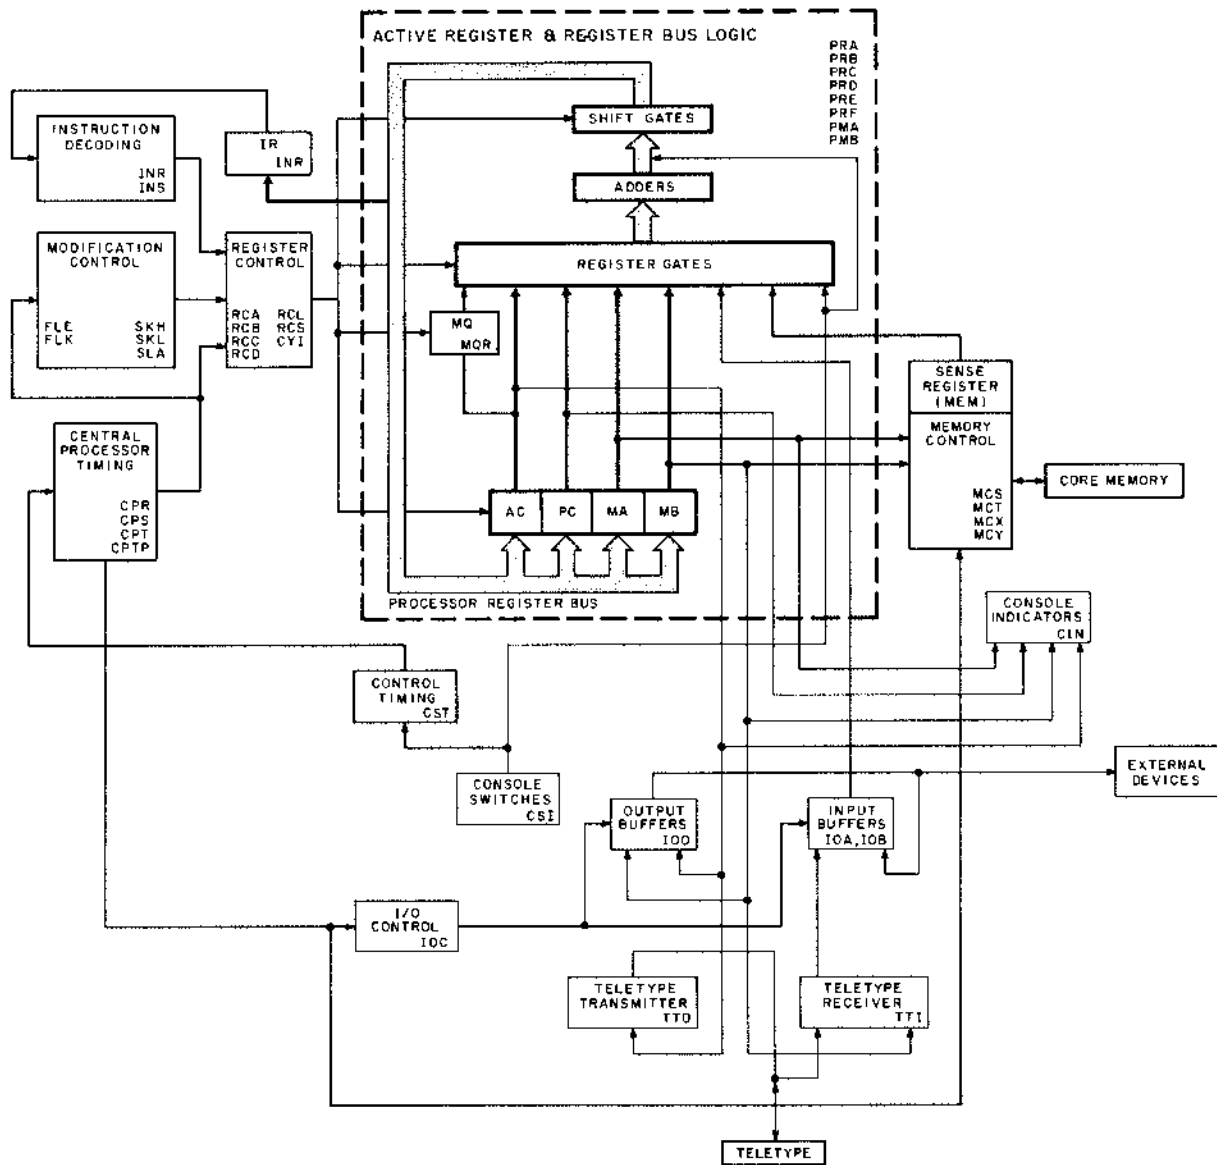 ACTIVE REGISTER & REGISTER BUS LOGIC
PRA
PRB
PRC
PRD
PRE
PRF
PMA
PMB
SHIFT GATES
INSTRUCTION
DECODING
INR
INS
IR
INR
ADDERS
MODIFICATION
CONTROL
FLE
FLK
SKH
SKL
SLA
REGISTER
CONTROL
RCA
RCB
RCC
RCD
RCL
RCS
CYI
REGISTER GATES
MQ
MQR
SENSE
REGISTER
(MEM)
MEMORY
CONTROL
MCS
MCT
MCX
MCY
CORE MEMORY
CENTRAL
PROCESSOR
TIMING
CPR
CPS
CPT
CPTP
AC
PC
MA
MB
PROCESSOR REGISTER BUS
CONSOLE
INDICATORS
CLN
CONTROL
TIMING
CST
CONSOLE
SWITCHES
CSI
OUTPUT
BUFFERS
IOO
INPUT
BUFFERS
IOA, IOB
EXTERNAL
DEVICES
I/O
CONTROL
IOC
TELETYPE
TRANSMITTER
TTO
TELETYPE
RECEIVER
TTI
TELETYPE